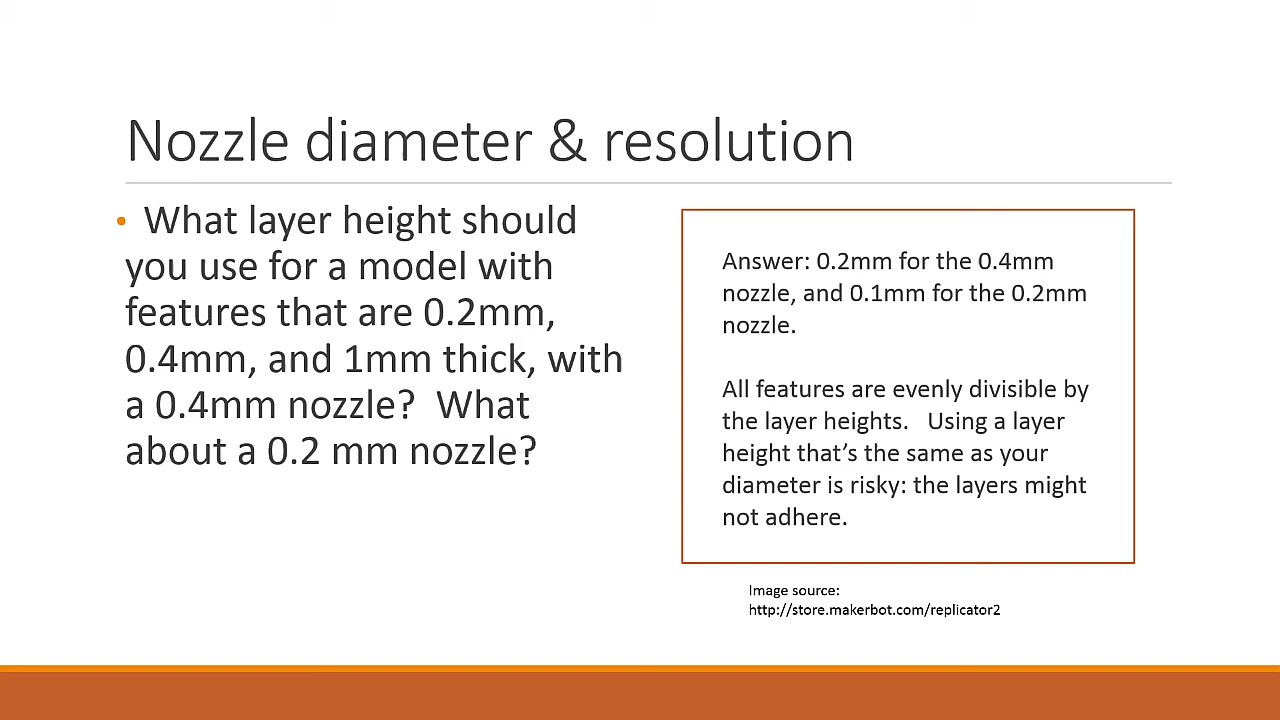 Nozzle diameter & resolution
• What layer height should
you use for a model with
features that are 0.2mm,
0.4mm, and 1mm thick, with
a 0.4mm nozzle?  What
about a 0.2 mm nozzle?
Answer: 0.2mm for the 0.4mm
nozzle, and 0.1mm for the 0.2mm
nozzle.
All features are evenly divisible by
the layer heights.   Using a layer
height that’s the same as your
diameter is risky: the layers might
not adhere.
Image source:
http://store.makerbot.com/replicator2